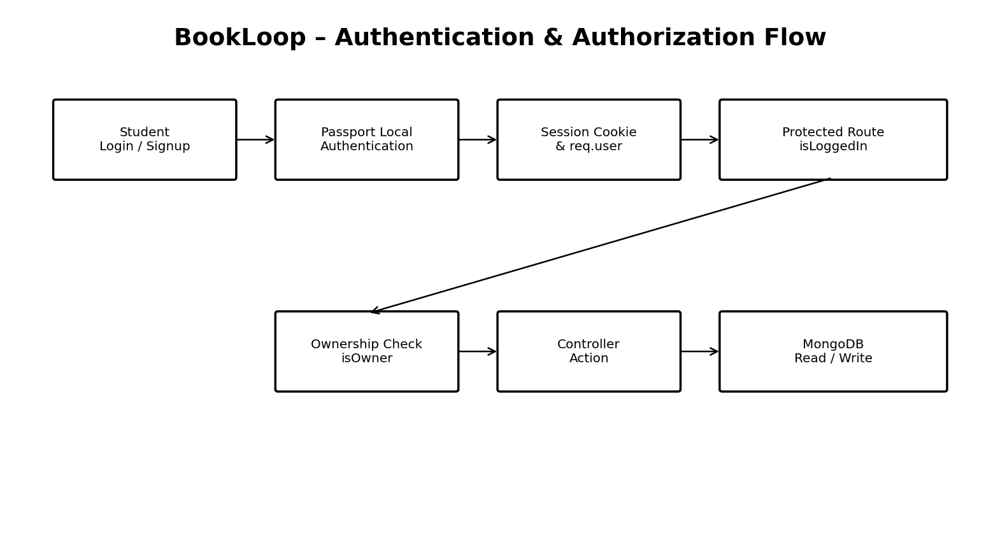 BookLoop – Authentication & Authorization Flow
Student
Login / Signup
Passport Local
Authentication
Session Cookie
& req.user
Protected Route
isLoggedIn
Ownership Check
isOwner
Controller
Action
MongoDB
Read / Write